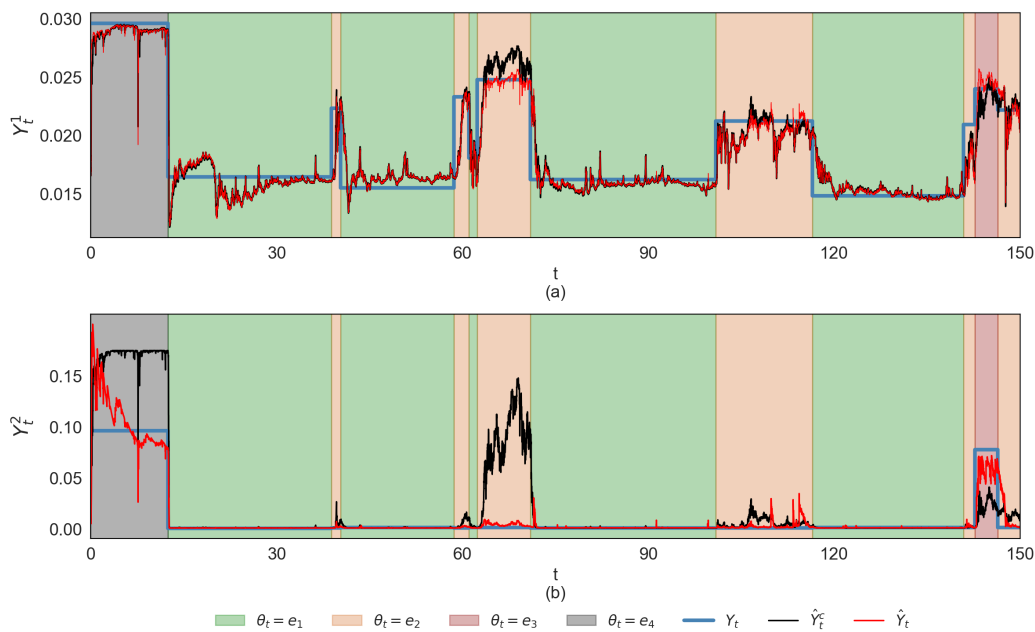 0.030
0.025
0.020
0.015
Y_t^1
0 30 60 90 120 150
t
(a)
0.15
0.10
0.05
0.00
Y_t^2
0 30 60 90 120 150
t
(b)
θ_t = e_1 θ_t = e_2 θ_t = e_3 θ_t = e_4 Y_t Ŷ_t^c Ŷ_t